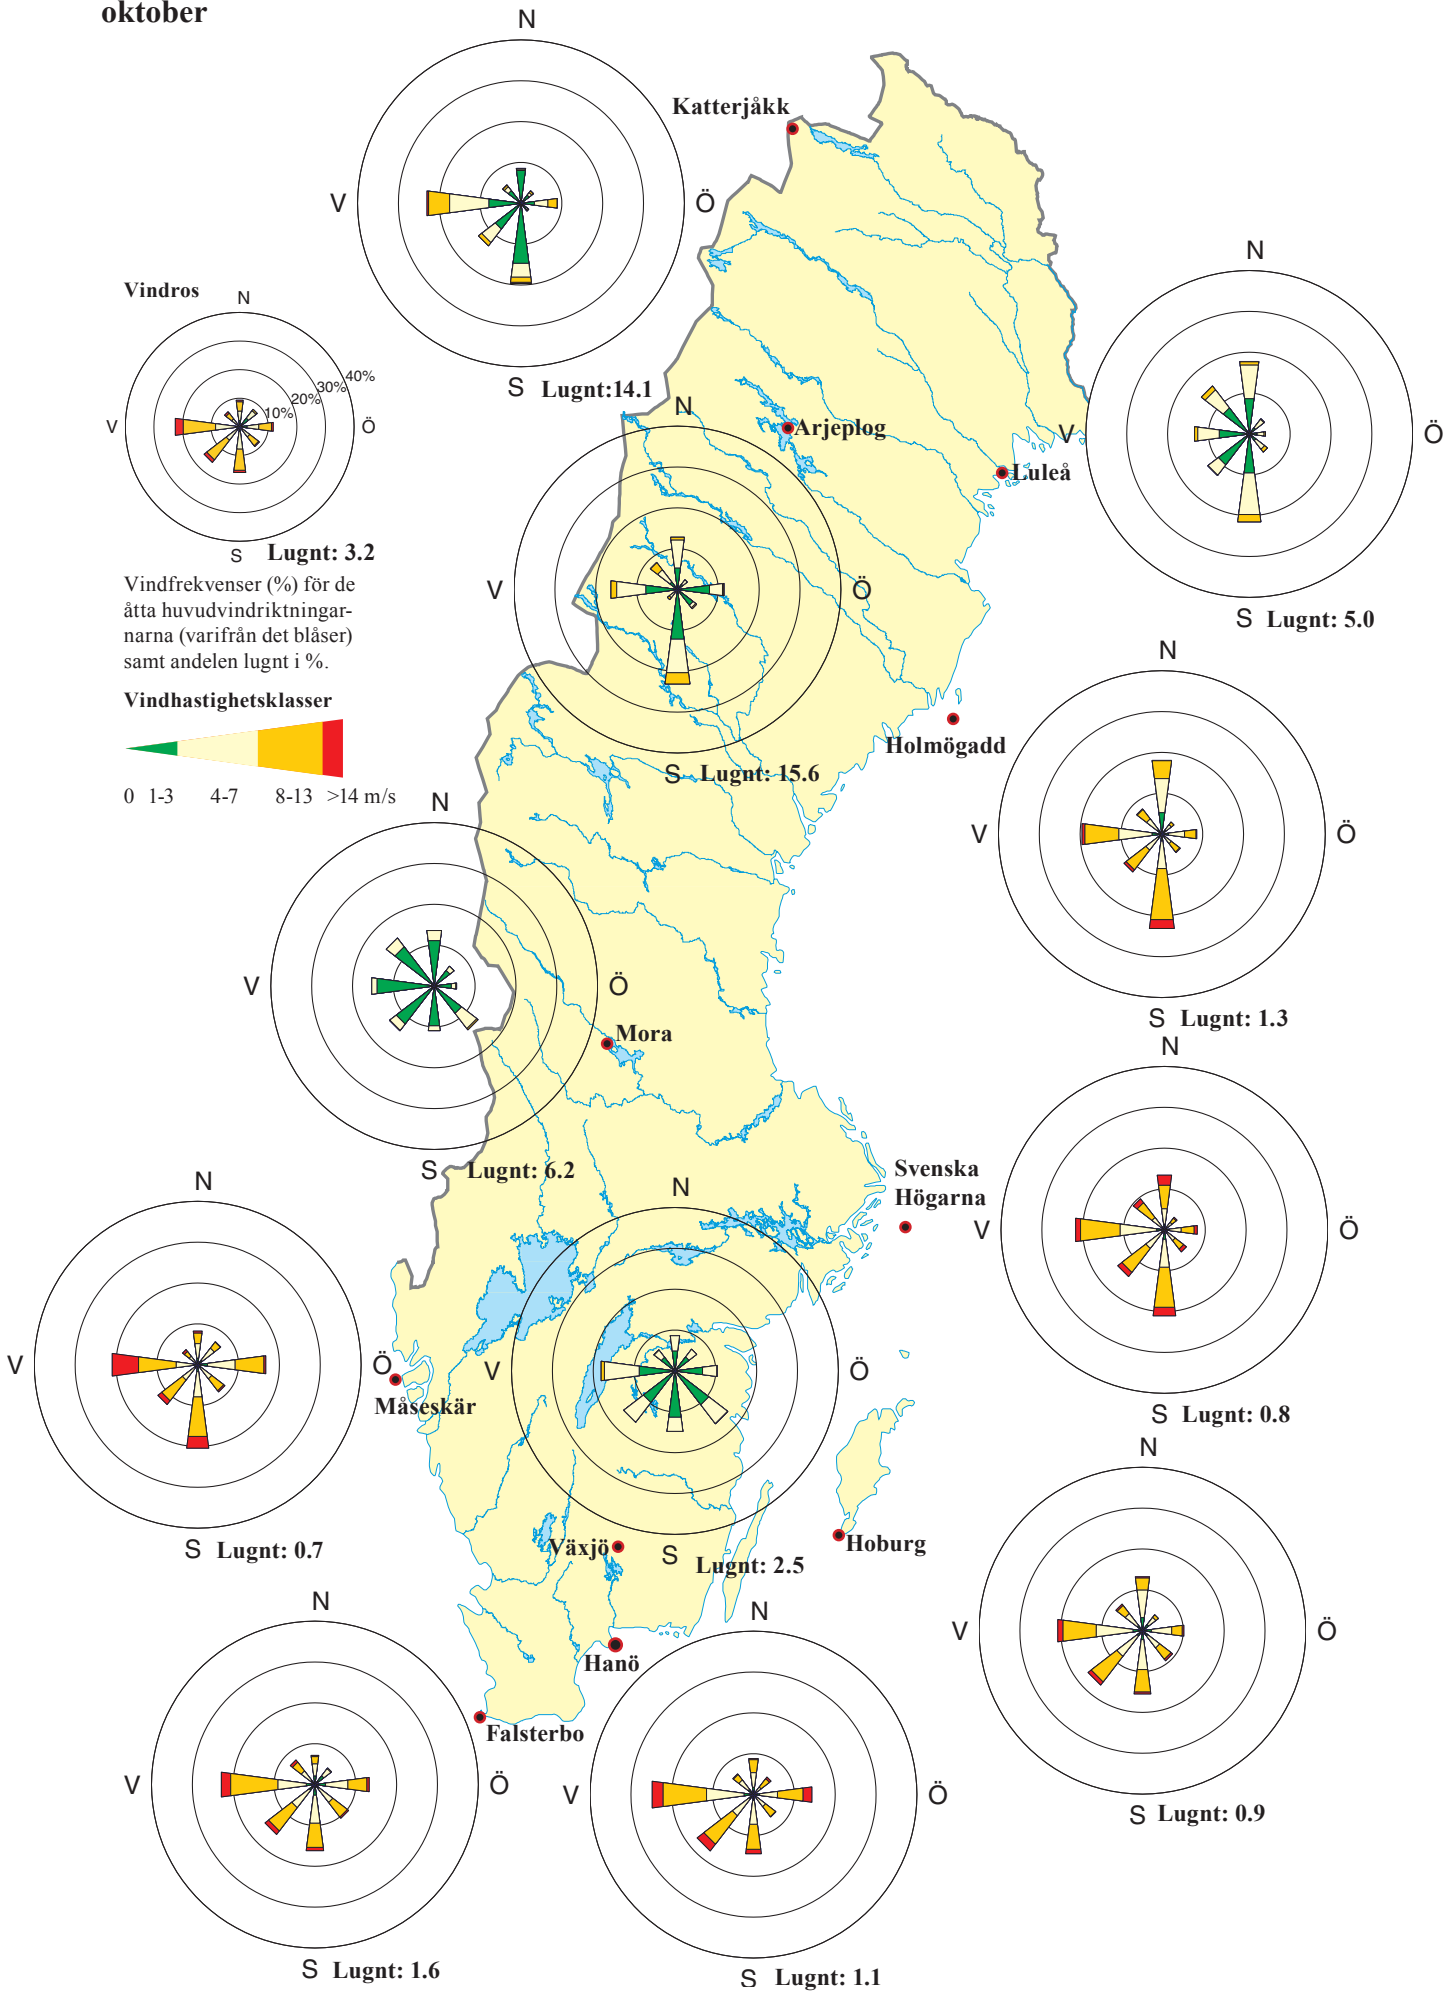 oktober
N
Katterjåkk
V
Ö
S
Lugnt:14.1
Vindros
N
40%
30%
20%
10%
V
Ö
S
Lugnt: 3.2
Vindfrekvenser (%) för de
åtta huvudvindriktningar-
narna (varifrån det blåser)
samt andelen lugnt i %.
Vindhastighetsklasser
0 1-3 4-7 8-13 >14 m/s
N
Arjeplog
V
Ö
S
Lugnt: 15.6
N
V
Ö
Luleå
S
Lugnt: 5.0
Holmögadd
N
V
Ö
S
Lugnt: 1.3
N
V
Ö
Mora
S
Lugnt: 6.2
Svenska
Högarna
N
V
Ö
S
Lugnt: 0.8
N
V
Ö
Måseskär
S
Lugnt: 0.7
N
V
Ö
Växjö
S
Lugnt: 2.5
Hoburg
N
V
Ö
S
Lugnt: 0.9
Hanö
Falsterbo
N
V
Ö
S
Lugnt: 1.6
N
V
Ö
S
Lugnt: 1.1